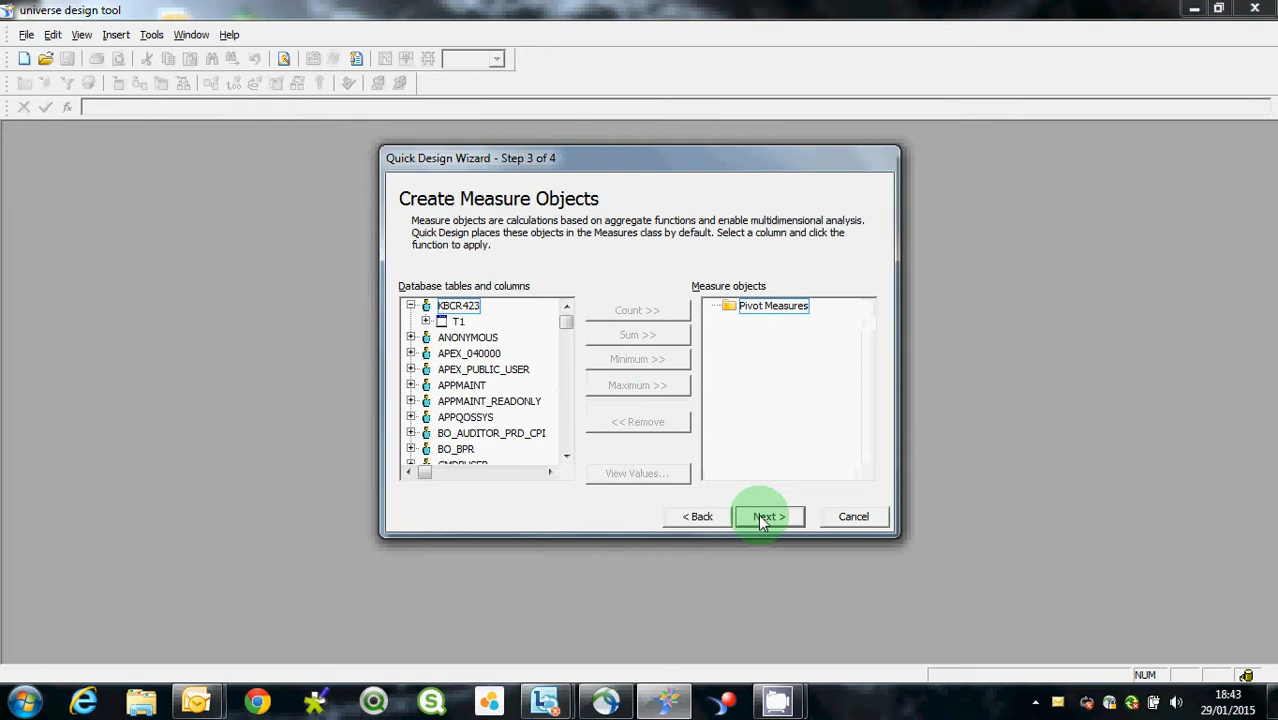 universe design tool
File Edit View Insert Tools Window Help
Quick Design Wizard - Step 3 of 4
Create Measure Objects
Measure objects are calculations based on aggregate functions and enable multidimensional analysis.
Quick Design places these objects in the Measures class by default. Select a column and click the
function to apply.
Database tables and columns
Measure objects
KBCR423
T1
ANONYMOUS
APEX_040000
APEX_PUBLIC_USER
APPMAINT
APPMAINT_READONLY
APPQOSSYS
BO_AUDITOR_PRD_CPI
BO_BPR
Count >>
Sum >>
Minimum >>
Maximum >>
<< Remove
View Values...
Pivot Measures
< Back
Next >
Cancel
NUM
18:43
29/01/2015